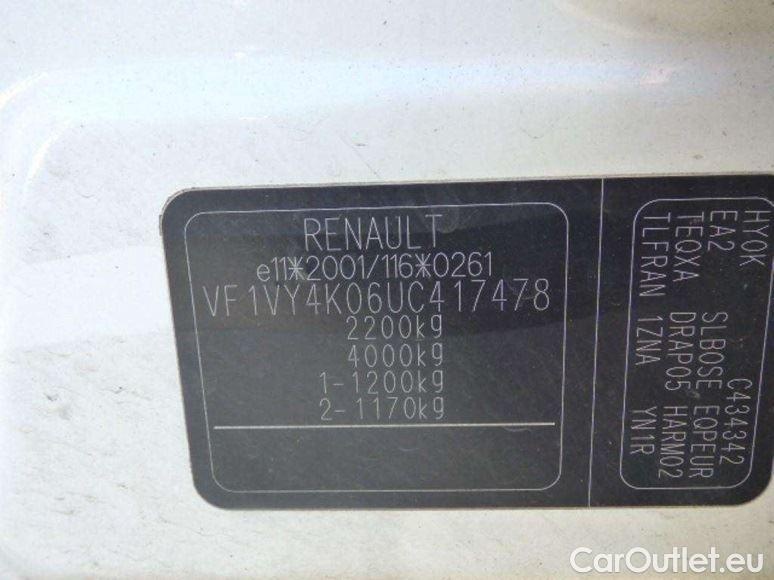 RENAULT
e11*2001/116*0261
VF1VY4K06UC417478
2200kg
4000kg
1-1200kg
2-1170kg
C434342
HY0K SLBOSE EQPEUR
EA2 DRAP05 HARM02
TEQXA 1ZNA YN1R
TLFRAN
CarOutlet.eu